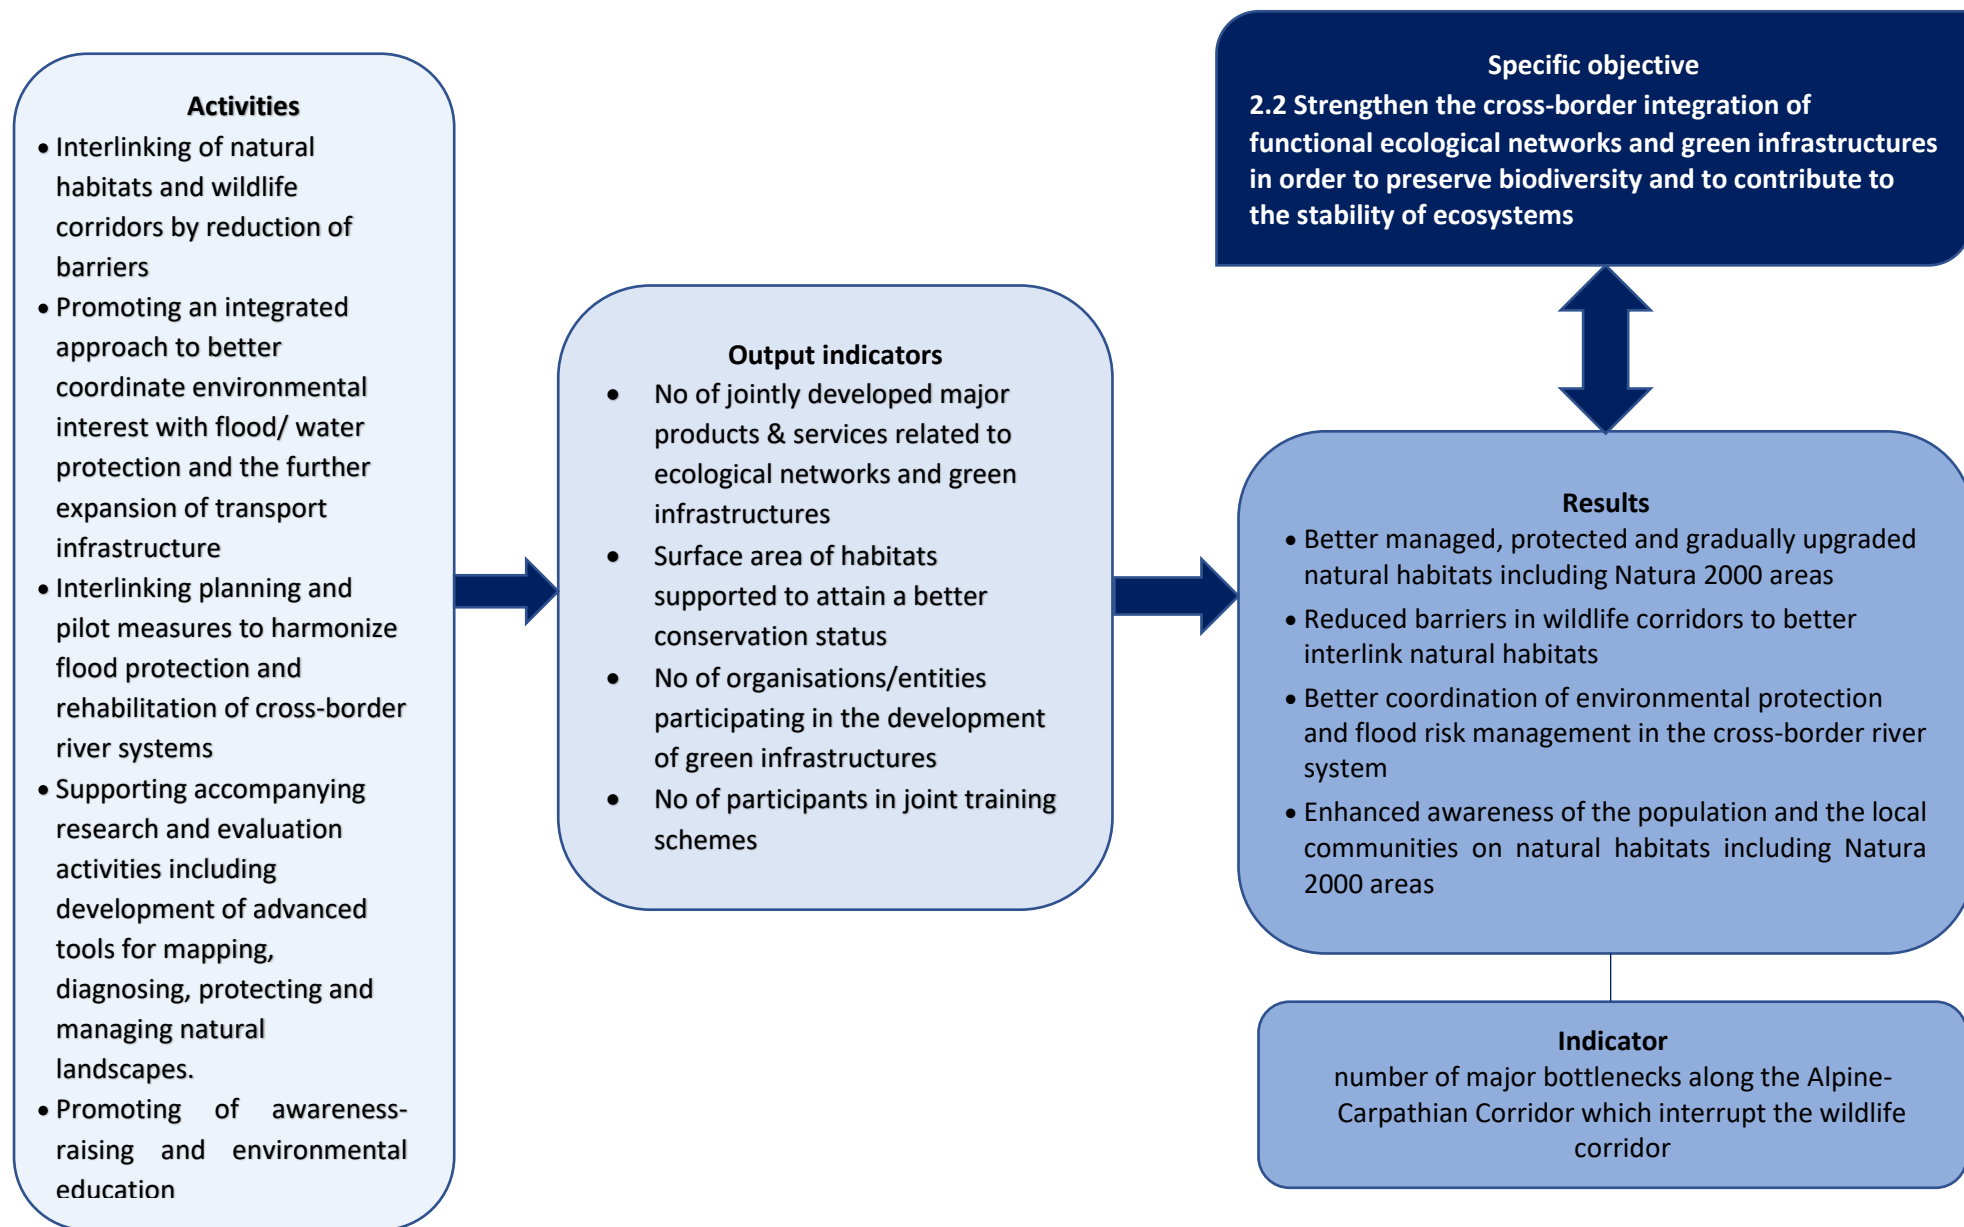 Activities
• Interlinking of natural
habitats and wildlife
corridors by reduction of
barriers
• Promoting an integrated
approach to better
coordinate environmental
interest with flood/ water
protection and the further
expansion of transport
infrastructure
• Interlinking planning and
pilot measures to harmonize
flood protection and
rehabilitation of cross-border
river systems
• Supporting accompanying
research and evaluation
activities including
development of advanced
tools for mapping,
diagnosing, protecting and
managing natural
landscapes.
• Promoting of awareness-
raising and environmental
education
Output indicators
• No of jointly developed major
products & services related to
ecological networks and green
infrastructures
• Surface area of habitats
supported to attain a better
conservation status
• No of organisations/entities
participating in the development
of green infrastructures
• No of participants in joint training
schemes
Specific objective
2.2 Strengthen the cross-border integration of
functional ecological networks and green infrastructures
in order to preserve biodiversity and to contribute to
the stability of ecosystems
Results
• Better managed, protected and gradually upgraded
natural habitats including Natura 2000 areas
• Reduced barriers in wildlife corridors to better
interlink natural habitats
• Better coordination of environmental protection
and flood risk management in the cross-border river
system
• Enhanced awareness of the population and the local
communities on natural habitats including Natura
2000 areas
Indicator
number of major bottlenecks along the Alpine-
Carpathian Corridor which interrupt the wildlife
corridor